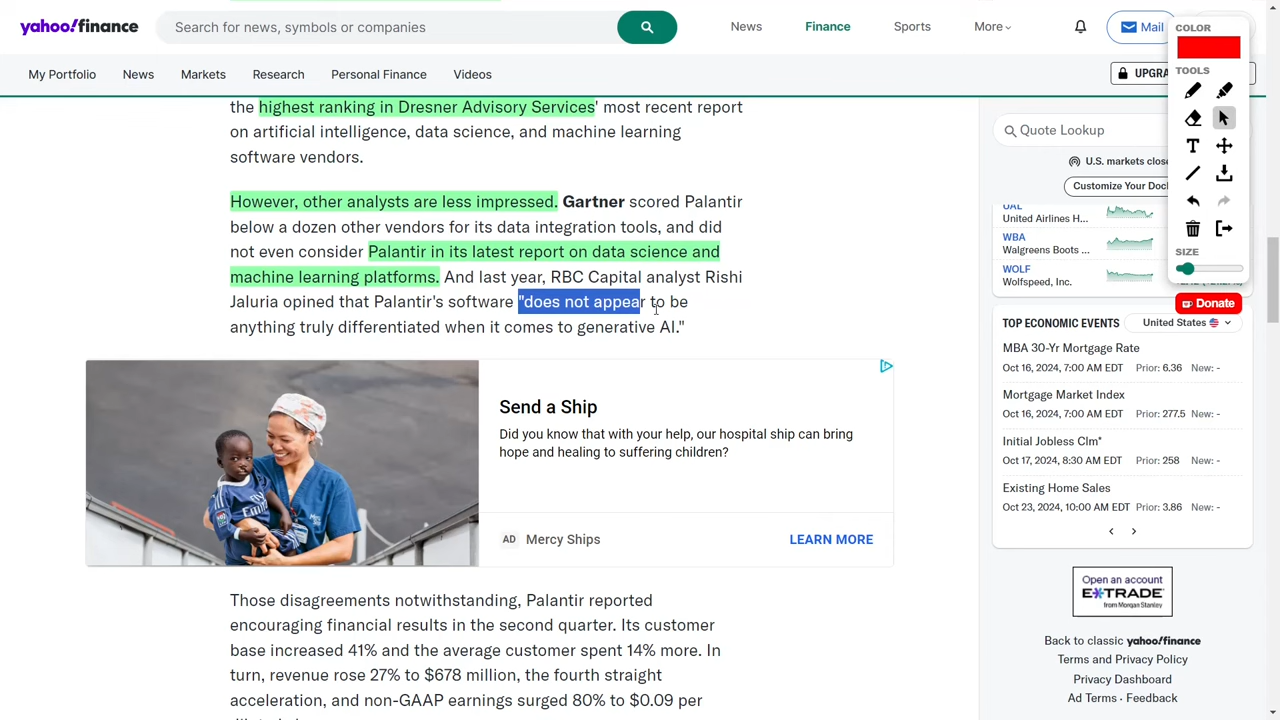 yahoo!finance
Search for news, symbols or companies
News
Finance
Sports
More
Mail
COLOR
TOOLS
SIZE
Donate
My Portfolio
News
Markets
Research
Personal Finance
Videos
the highest ranking in Dresner Advisory Services' most recent report
on artificial intelligence, data science, and machine learning
software vendors.
However, other analysts are less impressed. Gartner scored Palantir
below a dozen other vendors for its data integration tools, and did
not even consider Palantir in its latest report on data science and
machine learning platforms. And last year, RBC Capital analyst Rishi
Jaluria opined that Palantir's software "does not appear to be
anything truly differentiated when it comes to generative AI."
Send a Ship
Did you know that with your help, our hospital ship can bring
hope and healing to suffering children?
AD Mercy Ships
LEARN MORE
Those disagreements notwithstanding, Palantir reported
encouraging financial results in the second quarter. Its customer
base increased 41% and the average customer spent 14% more. In
turn, revenue rose 27% to $678 million, the fourth straight
acceleration, and non-GAAP earnings surged 80% to $0.09 per
Quote Lookup
U.S. markets
Customize Your
UAL
United Airlines H...
WBA
Walgreens Boots ...
WOLF
Wolfspeed, Inc.
TOP ECONOMIC EVENTS
United States
MBA 30-Yr Mortgage Rate
Oct 16, 2024, 7:00 AM EDT Prior: 6.36 New: -
Mortgage Market Index
Oct 16, 2024, 7:00 AM EDT Prior: 277.5 New: -
Initial Jobless Clm*
Oct 17, 2024, 8:30 AM EDT Prior: 258 New: -
Existing Home Sales
Oct 23, 2024, 10:00 AM EDT Prior: 3.86 New: -
Open an account
E*TRADE
from Morgan Stanley
Back to classic yahoo!finance
Terms and Privacy Policy
Privacy Dashboard
Ad Terms · Feedback